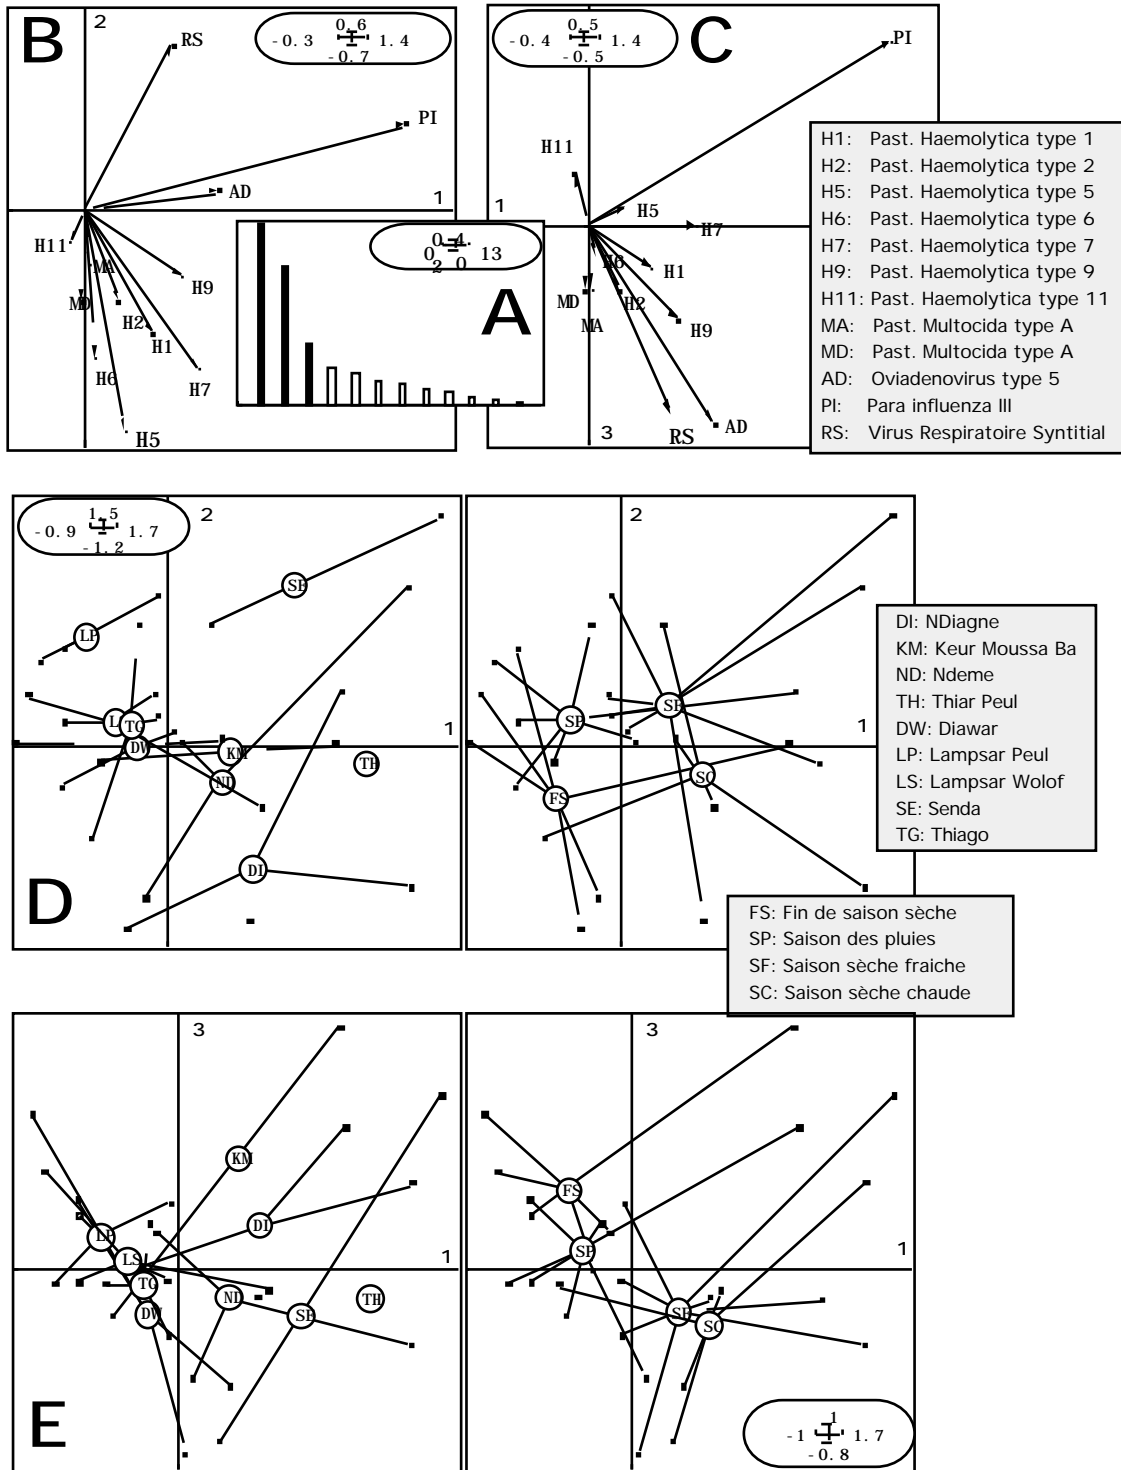 B
2
RS
0.6
-0.3 1.4
-0.7
PI
AD
1
H11
MA
H9
MD
H2
H1
H6
H7
H5
C
0.5
-0.4 1.4
-0.5
PI
H11
1
H5
H7
H6
H1
MD
H2
MA
H9
RS
AD
3
A
0.4
0 13
2 0
H1: Past. Haemolytica type 1
H2: Past. Haemolytica type 2
H5: Past. Haemolytica type 5
H6: Past. Haemolytica type 6
H7: Past. Haemolytica type 7
H9: Past. Haemolytica type 9
H11: Past. Haemolytica type 11
MA: Past. Multocida type A
MD: Past. Multocida type A
AD: Oviadenovirus type 5
PI: Para influenza III
RS: Virus Respiratoire Syntitial
1.5
-0.9 1.7
-1.2
2
SE
LP
TG
DW
KM
1
TH
ND
DI
D
2
SP
1
SC
FS
DI: NDiagne
KM: Keur Moussa Ba
ND: Ndeme
TH: Thiar Peul
DW: Diawar
LP: Lampsar Peul
LS: Lampsar Wolof
SE: Senda
TG: Thiago
FS: Fin de saison sèche
SP: Saison des pluies
SF: Saison sèche fraiche
SC: Saison sèche chaude
3
KM
DI
LP
LS
1
TG
ND
TH
DW
SE
E
3
FS
SP
1
SC
1
-1 1.7
-0.8